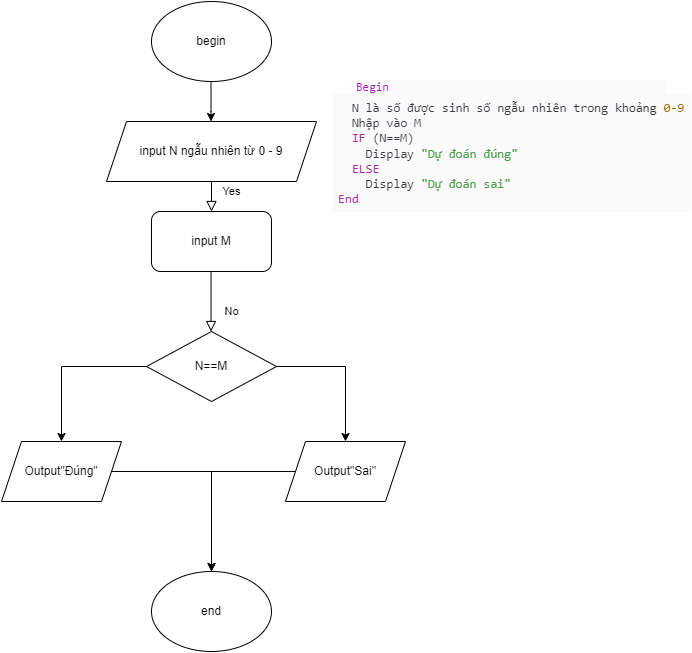 begin
input N ngẫu nhiên từ 0 - 9
Yes
input M
No
N==M
Output"Đúng"
Output"Sai"
end
Begin
N là số được sinh số ngẫu nhiên trong khoảng 0-9
Nhập vào M
IF (N==M)
Display "Dự đoán đúng"
ELSE
Display "Dự đoán sai"
End